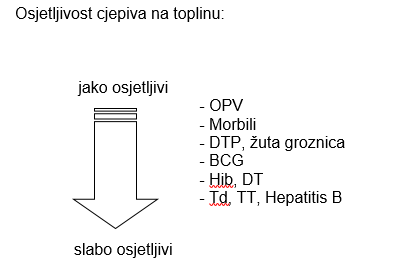 Osjetljivost cjepiva na toplinu:
jako osjetljivi
- OPV
- Morbili
- DTP, žuta groznica
- BCG
- Hib, DT
- Td, TT, Hepatitis B
slabo osjetljivi